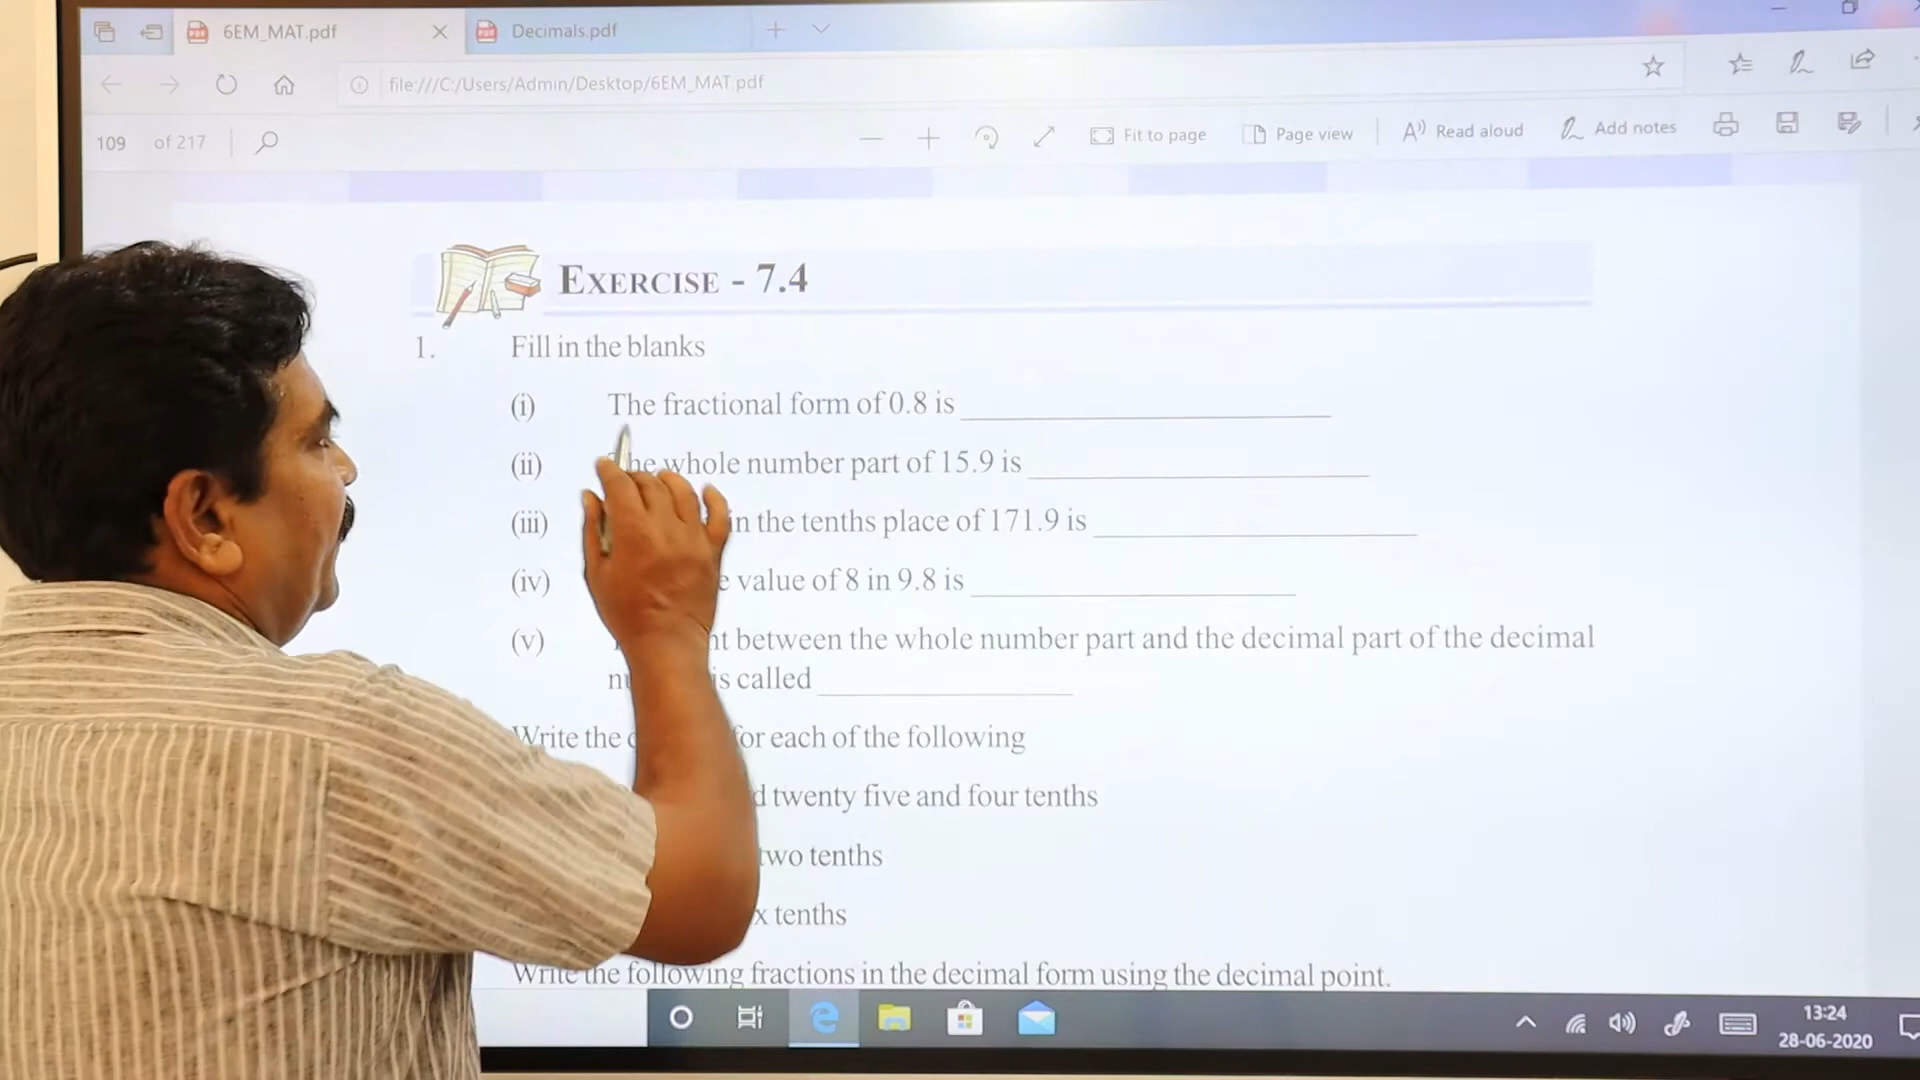 6EM_MAT.pdf
Decimals.pdf
file:///C:/Users/Admin/Desktop/6EM_MAT.pdf
109 of 217
Fit to page
Page view
Read aloud
Add notes
EXERCISE - 7.4
1. Fill in the blanks
(i) The fractional form of 0.8 is
(ii) The whole number part of 15.9 is
(iii) in the tenths place of 171.9 is
(iv) value of 8 in 9.8 is
(v) between the whole number part and the decimal part of the decimal
is called
Write the for each of the following
twenty five and four tenths
two tenths
tenths
Write the following fractions in the decimal form using the decimal point.
13:24
28-06-2020